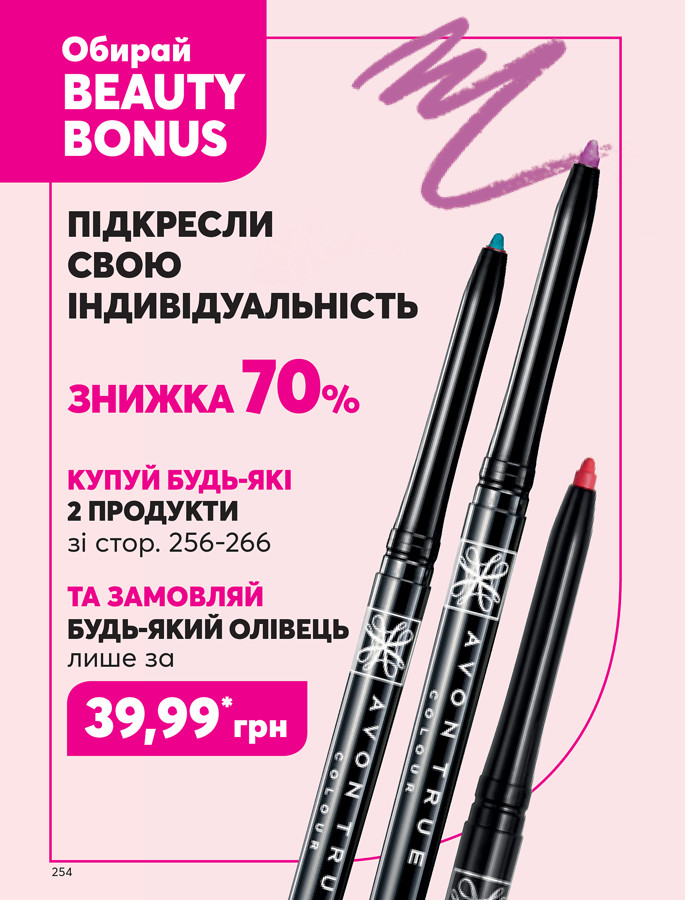 Обирай
BEAUTY
BONUS
ПІДКРЕСЛИ
СВОЮ
ІНДИВІДУАЛЬНІСТЬ
ЗНИЖКА 70%
КУПУЙ БУДЬ-ЯКІ
2 ПРОДУКТИ
зі стор. 256-266
ТА ЗАМОВЛЯЙ
БУДЬ-ЯКИЙ ОЛІВЕЦЬ
лише за
39,99* грн
AVON TRU
COLOUR
AVON TRUE
COLOUR
254